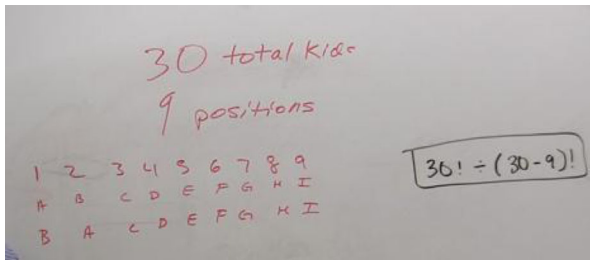 30 total kids
9 positions
1 2 3 4 5 6 7 8 9
A B C D E F G H I
B A C D E F G H I
30! ÷ (30-9)!